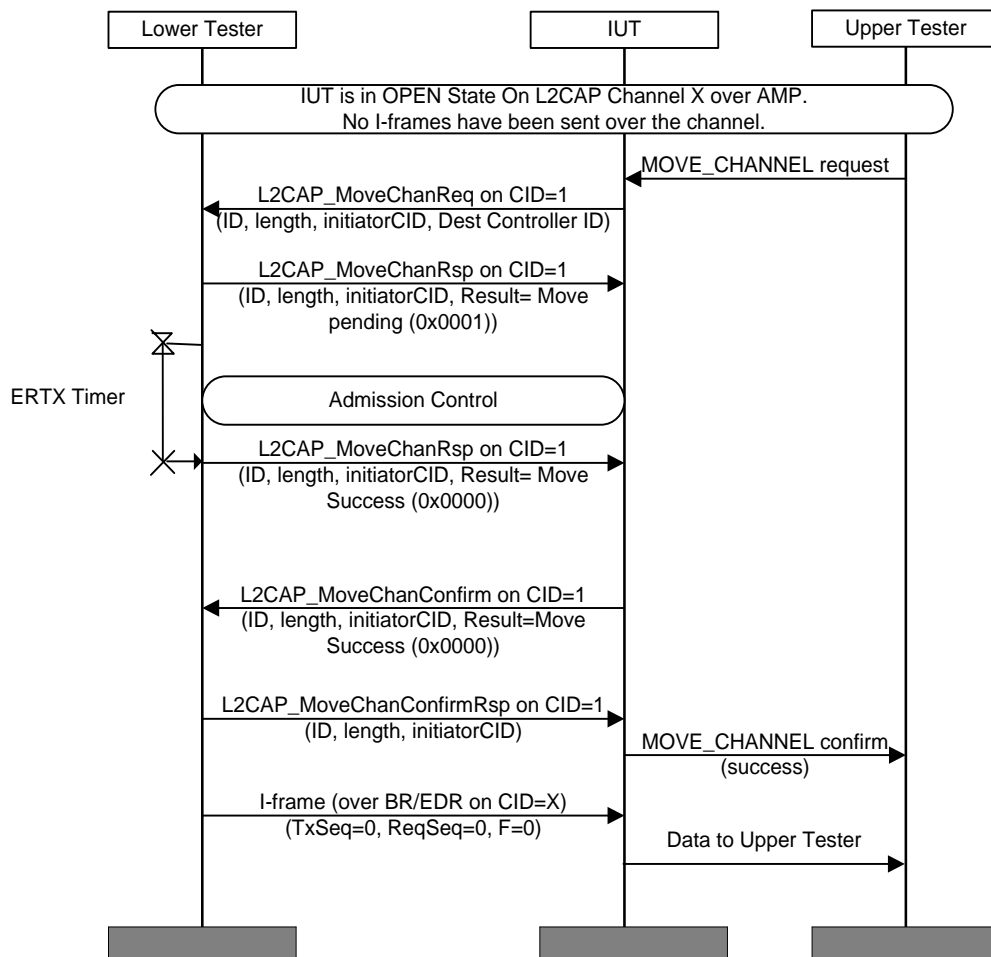 Lower Tester
IUT
Upper Tester
IUT is in OPEN State On L2CAP Channel X over AMP.
No I-frames have been sent over the channel.
MOVE_CHANNEL request
L2CAP_MoveChanReq on CID=1
(ID, length, initiatorCID, Dest Controller ID)
L2CAP_MoveChanRsp on CID=1
(ID, length, initiatorCID, Result= Move
pending (0x0001))
ERTX Timer
Admission Control
L2CAP_MoveChanRsp on CID=1
(ID, length, initiatorCID, Result= Move
Success (0x0000))
L2CAP_MoveChanConfirm on CID=1
(ID, length, initiatorCID, Result=Move
Success (0x0000))
L2CAP_MoveChanConfirmRsp on CID=1
(ID, length, initiatorCID)
MOVE_CHANNEL confirm
(success)
I-frame (over BR/EDR on CID=X)
(TxSeq=0, ReqSeq=0, F=0)
Data to Upper Tester